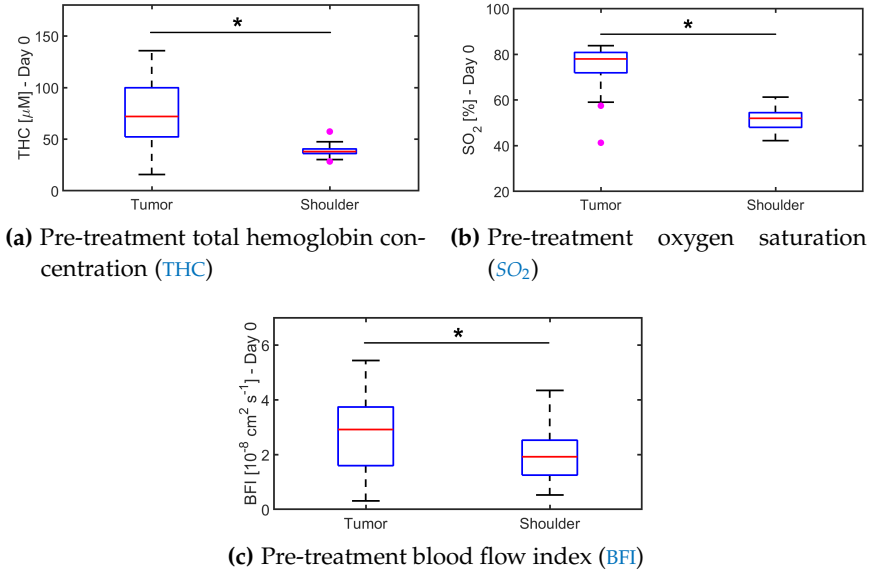 150
100
50
0
THC [µM] - Day 0
*
Tumor Shoulder
(a) Pre-treatment total hemoglobin con-
centration (THC)
100
80
60
40
20
SO2 [%] - Day 0
*
Tumor Shoulder
(b) Pre-treatment oxygen saturation
(SO2)
6
4
2
0
BFI [10-8 cm2 s-1] - Day 0
*
Tumor Shoulder
(c) Pre-treatment blood flow index (BFI)